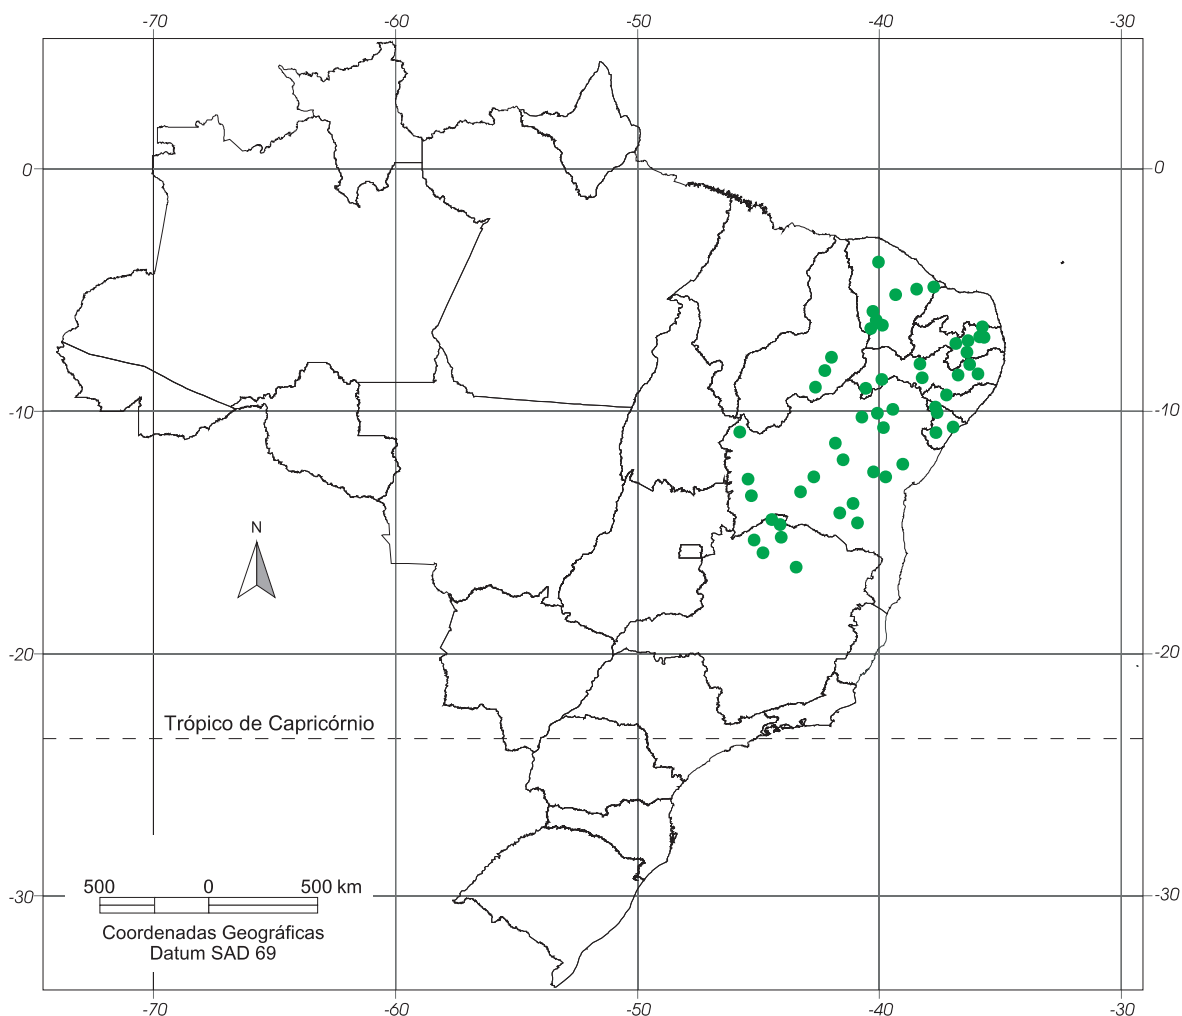 -70 -60 -50 -40 -30
0 0
-10 -10
N
-20 -20
Trópico de Capricórnio
500 0 500 km
-30 -30
Coordenadas Geográficas
Datum SAD 69
-70 -60 -50 -40 -30